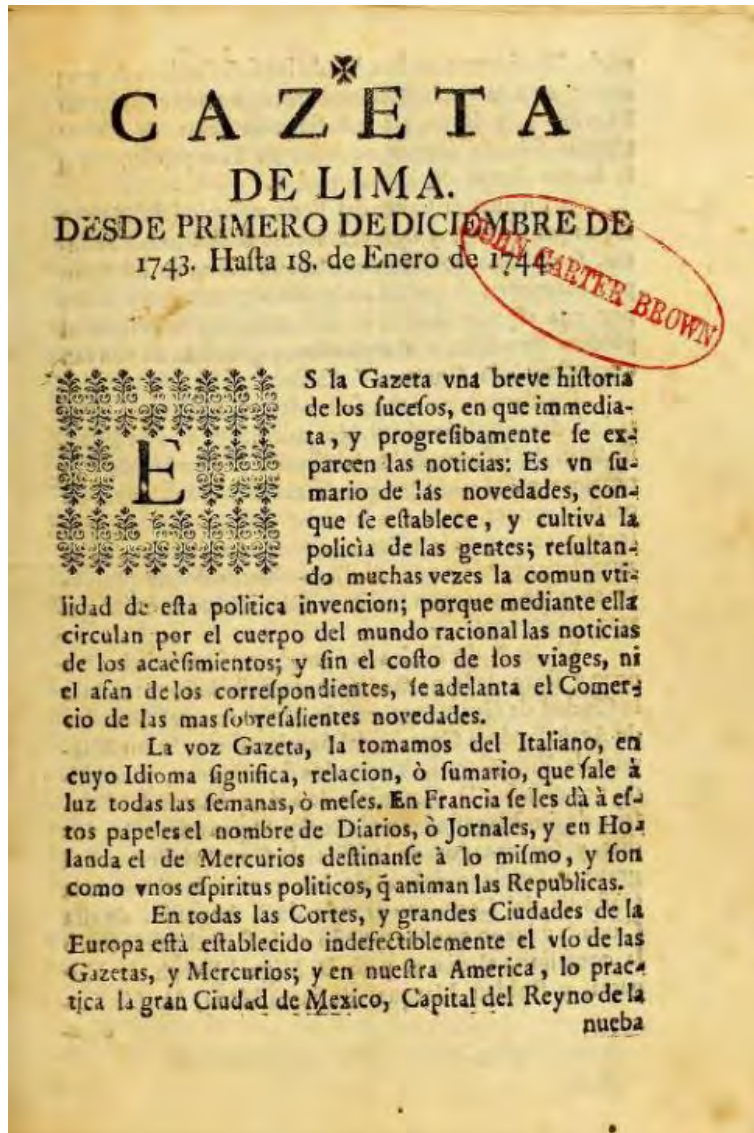 CAZETA
DE LIMA.
DESDE PRIMERO DE DICIEMBRE DE
1743. Haſta 18. de Enero de 1744.
JOHN CARTER BROWN
ES la Gazeta vna breve hiſtoria
de los ſuceſos, en que immedia-
ta, y progreſibamente ſe ex-
parcen las noticias: Es vn ſu-
mario de las novedades, con-
que ſe eſtablece, y cultiva la
policìa de las gentes; reſultan-
do muchas vezes la comun vti-
lidad de eſta politica invencion; porque mediante ella
circulan por el cuerpo del mundo racional las noticias
de los acaèſimientos; y ſin el coſto de los viages, ni
el afan de los correſpondientes, ſe adelanta el Comer-
cio de las mas ſobreſalientes novedades.
La voz Gazeta, la tomamos del Italiano, en
cuyo Idioma ſignifica, relacion, ò ſumario, que ſale à
luz todas las ſemanas, ò meſes. En Francia ſe les dà à eſ-
tos papeles el nombre de Diarios, ò Jornales, y en Ho-
landa el de Mercurios deſtinanſe à lo miſmo, y ſon
como vnos eſpiritus politicos, q̃ animan las Republicas.
En todas las Cortes, y grandes Ciudades de la
Europa eſtà eſtablecido indefectiblemente el vſo de las
Gazetas, y Mercurios; y en nueſtra America, lo prac-
tica la gran Ciudad de Mexico, Capital del Reyno de la
nueba